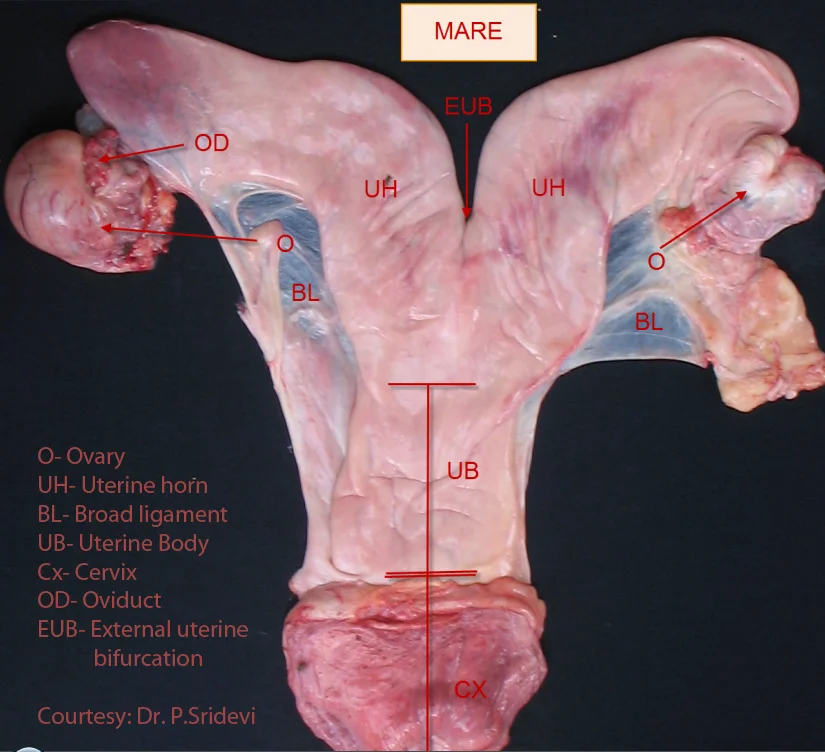 MARE
EUB
OD
UH
UH
O
O
BL
BL
UB
O- Ovary
UH- Uterine horn
BL- Broad ligament
UB- Uterine Body
Cx- Cervix
OD- Oviduct
EUB- External uterine
bifurcation
CX
Courtesy: Dr. P.Sridevi